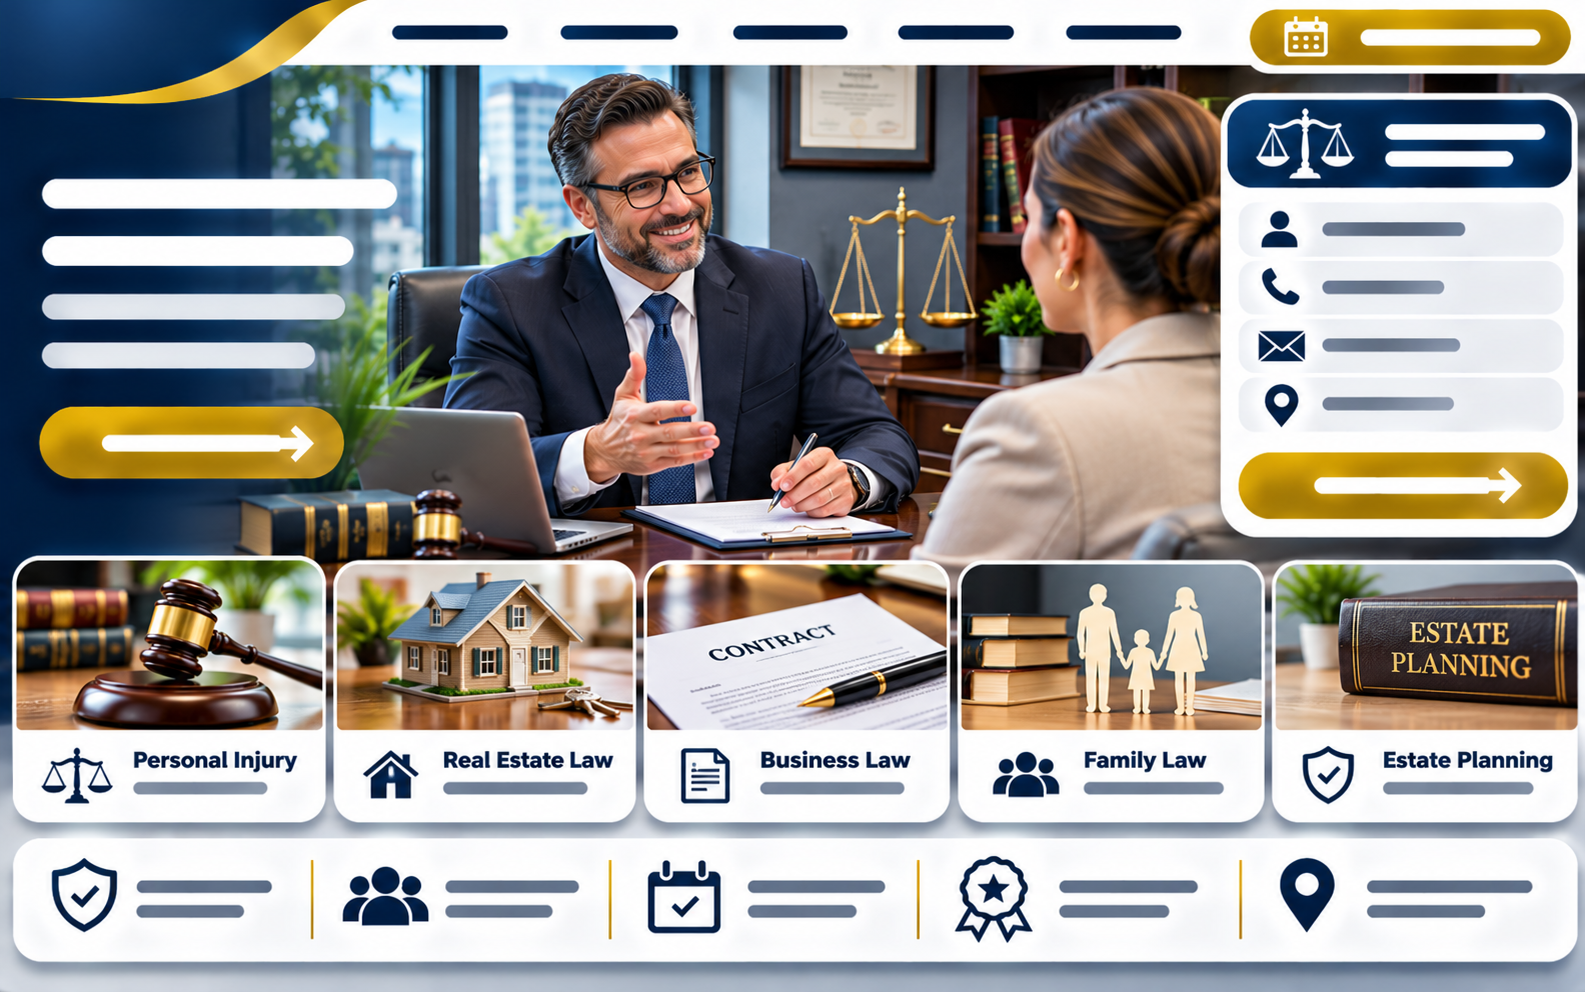 CONTRACT
ESTATE
PLANNING
Personal Injury
Real Estate Law
Business Law
Family Law
Estate Planning